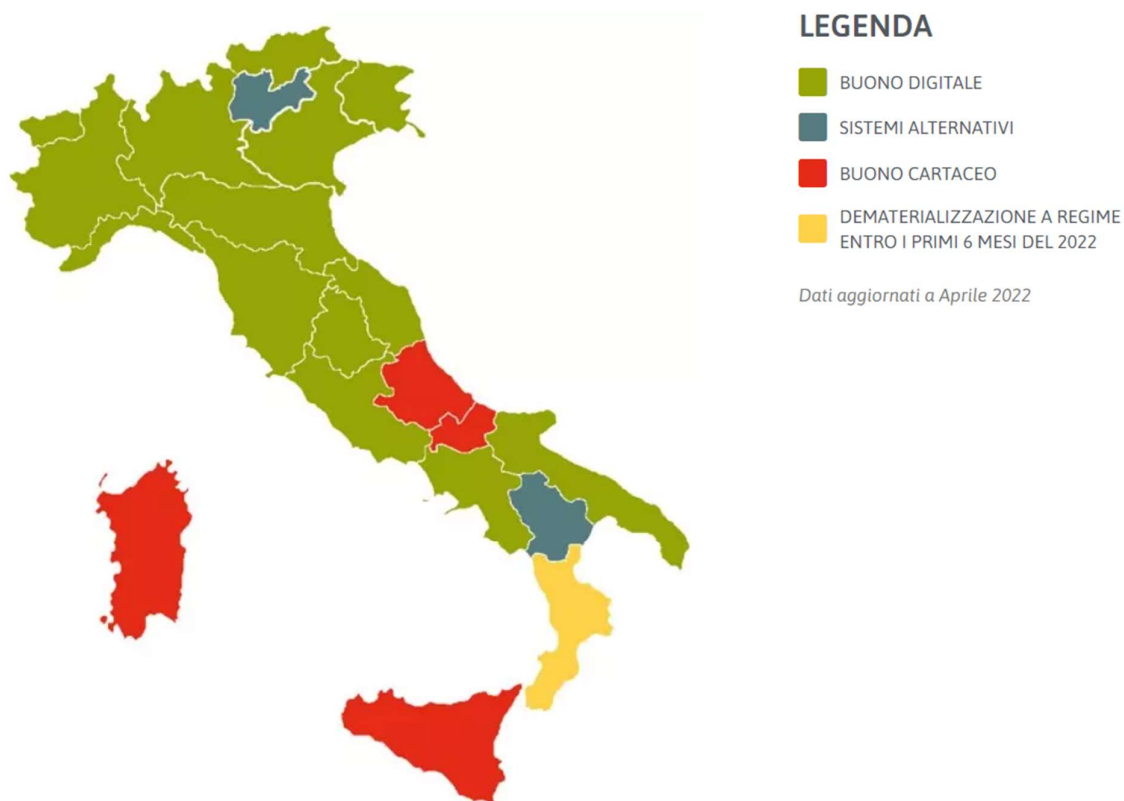 LEGENDA
BUONO DIGITALE
SISTEMI ALTERNATIVI
BUONO CARTACEO
DEMATERIALIZZAZIONE A REGIME
ENTRO I PRIMI 6 MESI DEL 2022
Dati aggiornati a Aprile 2022